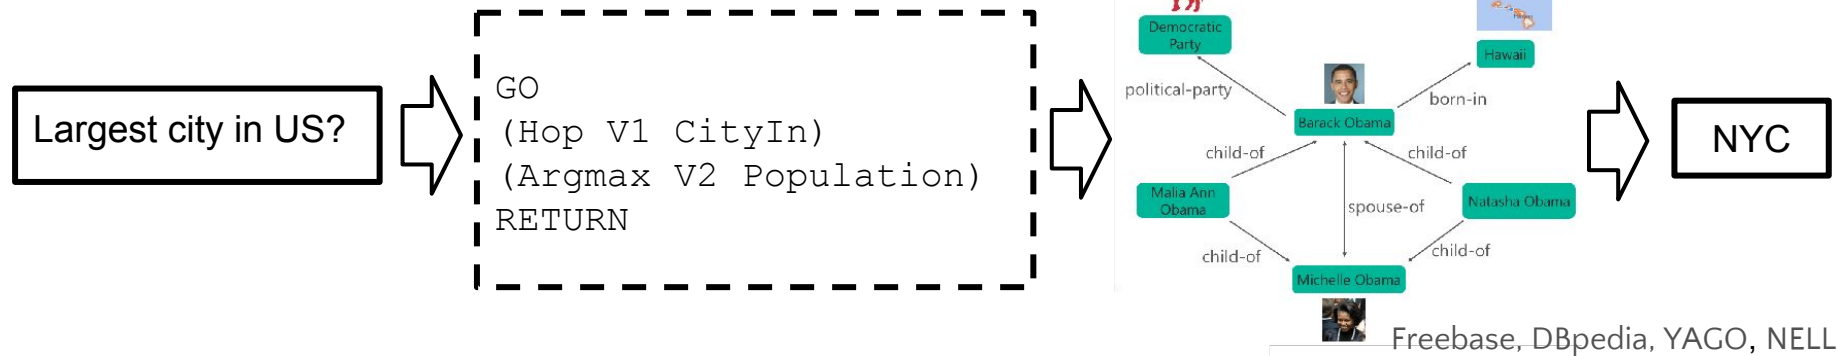 Largest city in US?
GO
(Hop V1 CityIn)
(Argmax V2 Population)
RETURN
Democratic
Party
Hawaii
political-party
born-in
Barack Obama
child-of
child-of
Malia Ann
Obama
spouse-of
Natasha Obama
child-of
child-of
Michelle Obama
NYC
Freebase, DBpedia, YAGO, NELL